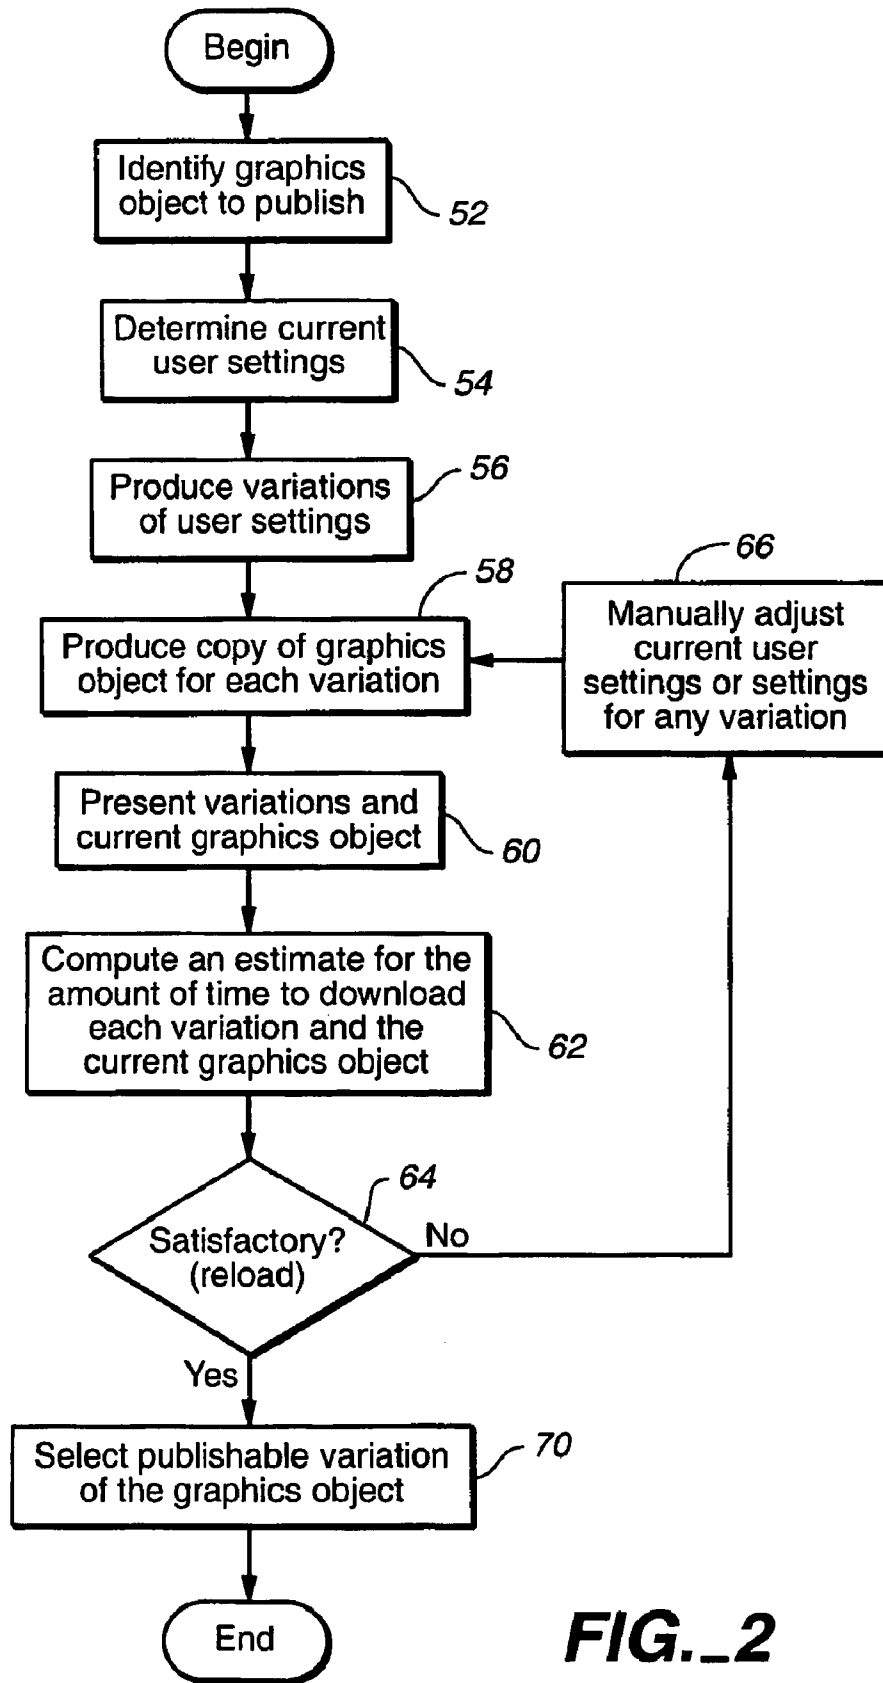 Begin
Identify graphics
object to publish
52
Determine current
user settings
54
Produce variations
of user settings
56
Produce copy of graphics
object for each variation
58
Manually adjust
current user
settings or settings
for any variation
66
Present variations and
current graphics object
60
Compute an estimate for the
amount of time to download
each variation and the
current graphics object
62
Satisfactory?
(reload)
64
No
Yes
Select publishable variation
of the graphics object
70
End
FIG._2